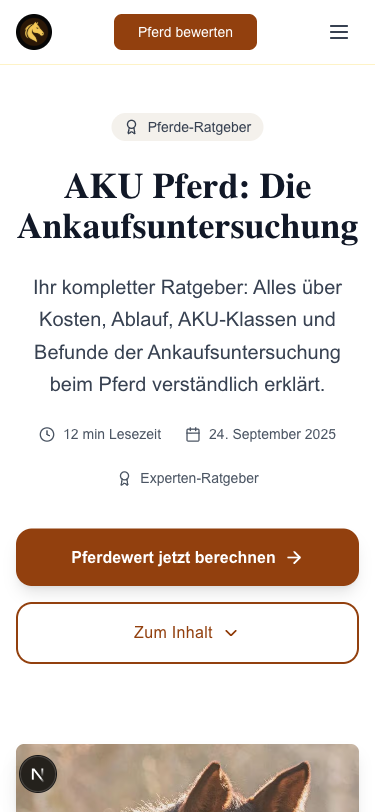 Pferd bewerten
Pferde-Ratgeber
AKU Pferd: Die
Ankaufsuntersuchung
Ihr kompletter Ratgeber: Alles über
Kosten, Ablauf, AKU-Klassen und
Befunde der Ankaufsuntersuchung
beim Pferd verständlich erklärt.
12 min Lesezeit
24. September 2025
Experten-Ratgeber
Pferdewert jetzt berechnen
Zum Inhalt
N